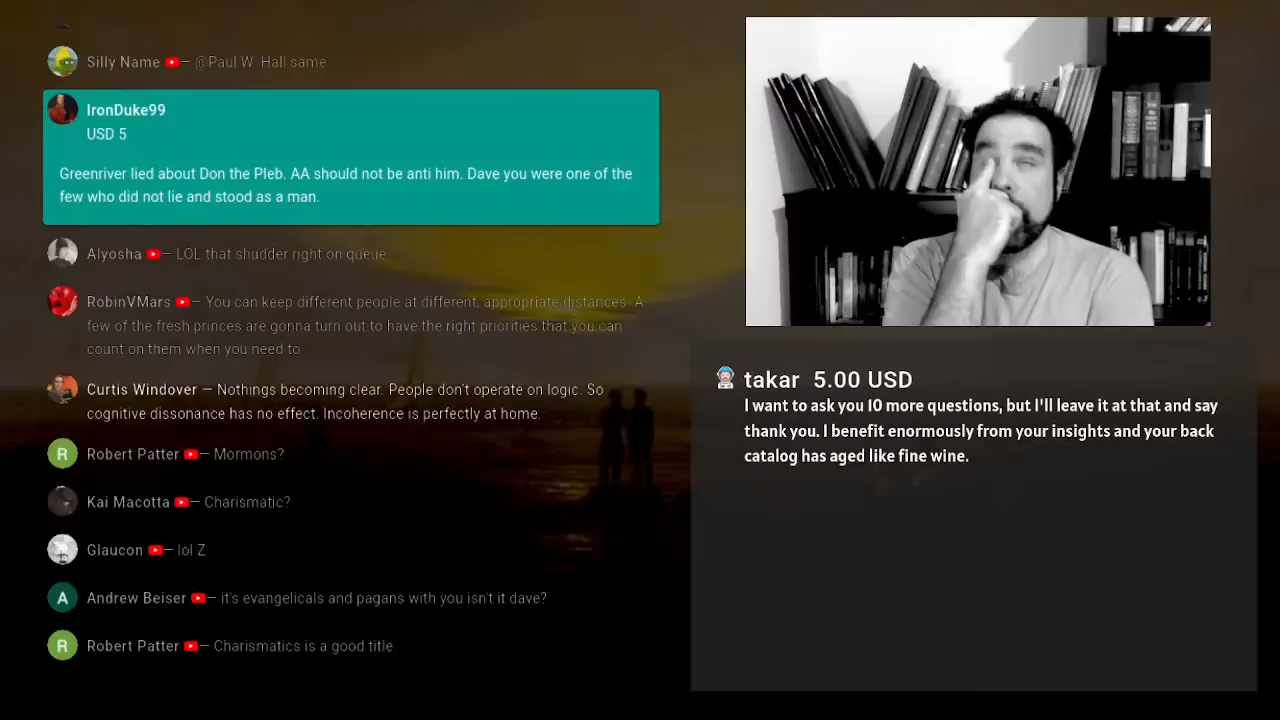 Silly Name — @Paul W. Hall same
IronDuke99
USD 5
Greenriver lied about Don the Pleb. AA should not be anti him. Dave you were one of the
few who did not lie and stood as a man.
Alyosha — LOL that shudder right on queue
RobinVMars — You can keep different people at different, appropriate distances. A
few of the fresh princes are gonna turn out to have the right priorities that you can
count on them when you need to
Curtis Windover — Nothings becoming clear. People don't operate on logic. So
cognitive dissonance has no effect. Incoherence is perfectly at home.
R Robert Patter — Mormons?
Kai Macotta — Charismatic?
Glaucon — lol Z
A Andrew Beiser — it's evangelicals and pagans with you isn't it dave?
R Robert Patter — Charismatics is a good title.
takar 5.00 USD
I want to ask you 10 more questions, but I'll leave it at that and say
thank you. I benefit enormously from your insights and your back
catalog has aged like fine wine.